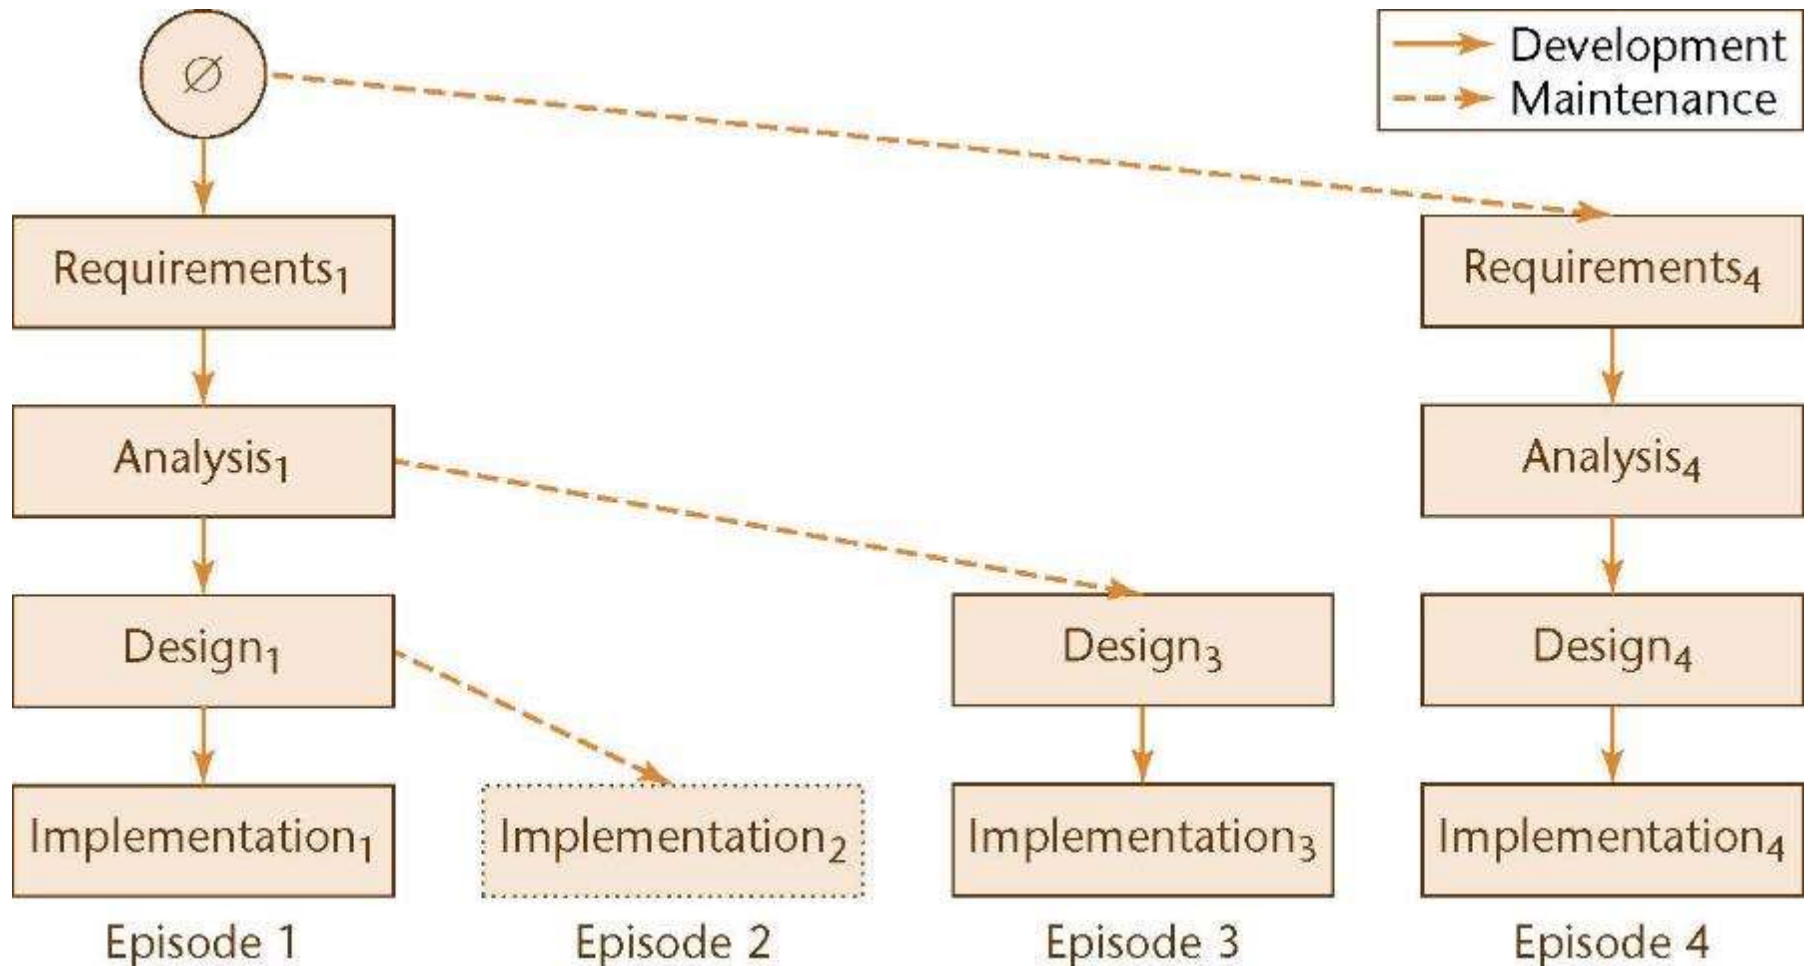 ∅
Development
Maintenance
Requirements₁
Requirements₄
Analysis₁
Analysis₄
Design₁
Design₃
Design₄
Implementation₁
Implementation₂
Implementation₃
Implementation₄
Episode 1
Episode 2
Episode 3
Episode 4